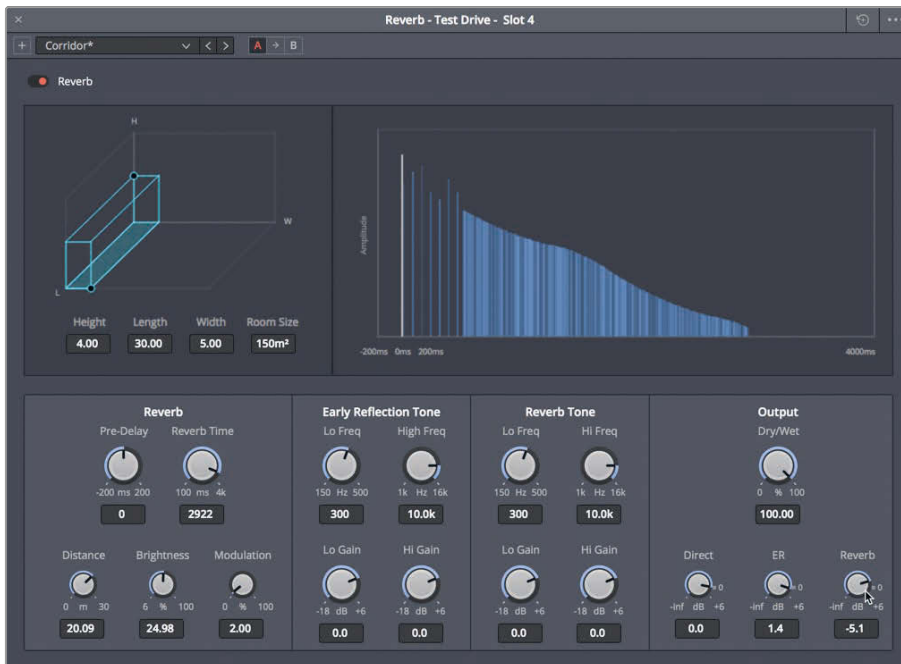 Reverb - Test Drive - Slot 4
Corridor*
A B
Reverb
H
W
L
Height Length Width Room Size
4.00 30.00 5.00 150m²
Amplitude
-200ms 0ms 200ms 4000ms
Reverb
Pre-Delay Reverb Time
-200 ms 200 100 ms 4k
0 2922
Distance Brightness Modulation
0 m 30 6 % 100 0 % 100
20.09 24.98 2.00
Early Reflection Tone
Lo Freq High Freq
150 Hz 500 1k Hz 16k
300 10.0k
Lo Gain Hi Gain
-18 dB +6 -18 dB +6
0.0 0.0
Reverb Tone
Lo Freq Hi Freq
150 Hz 500 1k Hz 16k
300 10.0k
Lo Gain Hi Gain
-18 dB +6 -18 dB +6
0.0 0.0
Output
Dry/Wet
0 % 100
100.00
Direct ER Reverb
0 0 0
-inf dB +6 -inf dB +6 -inf dB +6
0.0 1.4 -5.1